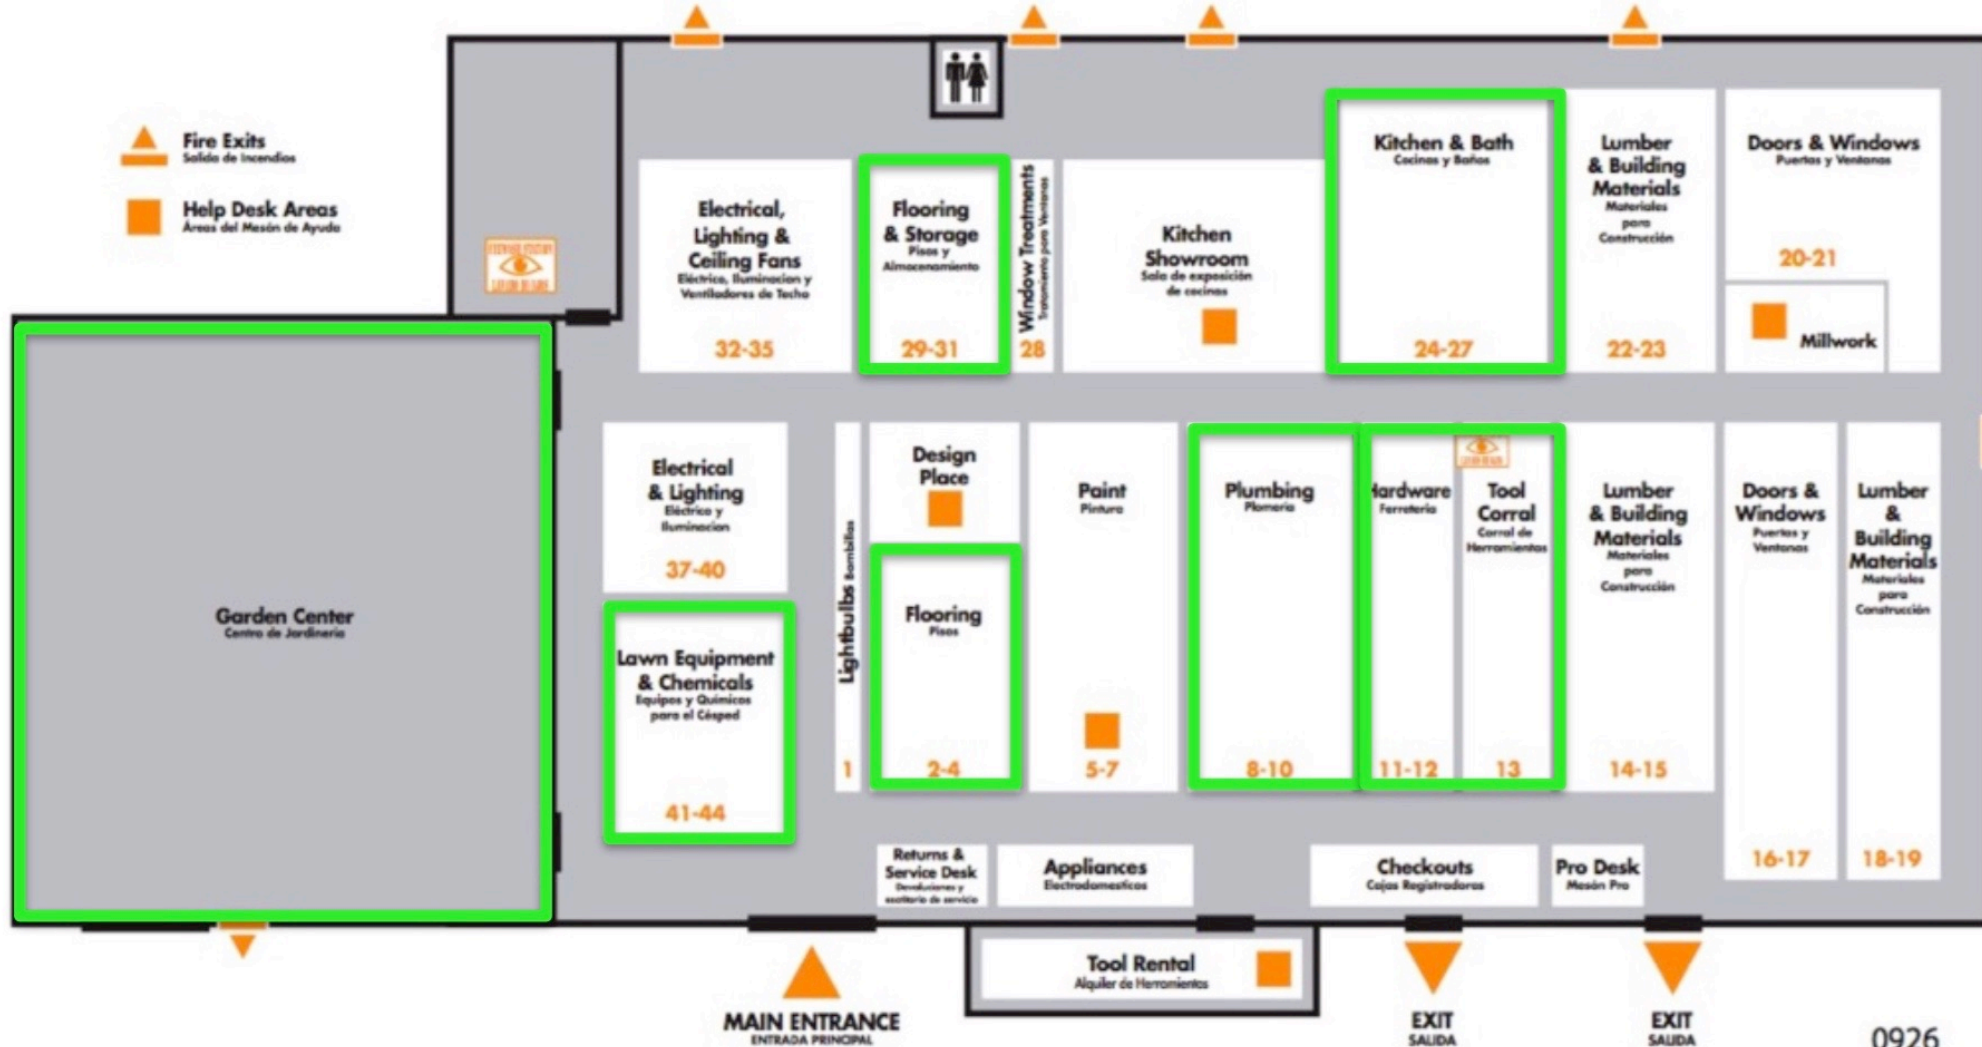 Fire Exits
Salida de Incendios
Help Desk Areas
Áreas del Mesón de Ayuda
Electrical,
Lighting &
Ceiling Fans
Eléctrico, Iluminacion y
Ventiladores de Techo
32-35
Flooring
& Storage
Pisos y
Almacenamiento
29-31
Window Treatments
Tratamiento para Ventanas
28
Kitchen
Showroom
Sala de exposición
de cocinas
Kitchen & Bath
Cocinas y Baños
24-27
Lumber
& Building
Materials
Materiales
para
Construcción
22-23
Doors & Windows
Puertas y Ventanas
20-21
Millwork
Garden Center
Centro de Jardinería
Electrical
& Lighting
Eléctrico y
Iluminacion
37-40
Lawn Equipment
& Chemicals
Equipos y Químicos
para el Césped
41-44
Lightbulbs Bombillas
1
Design
Place
Flooring
Pisos
2-4
Paint
Pintura
5-7
Plumbing
Plomería
8-10
Hardware
Ferretería
11-12
Tool
Corral
Corral de
Herramientas
13
Lumber
& Building
Materials
Materiales
para
Construcción
14-15
Doors &
Windows
Puertas y
Ventanas
16-17
Lumber
&
Building
Materials
Materiales
para
Construcción
18-19
Returns &
Service Desk
Devoluciones y
escritorio de servicio
Appliances
Electrodomesticos
Checkouts
Cajas Registradoras
Pro Desk
Mesón Pro
Tool Rental
Alquiler de Herramientas
MAIN ENTRANCE
ENTRADA PRINCIPAL
EXIT
SALIDA
EXIT
SALIDA
0926